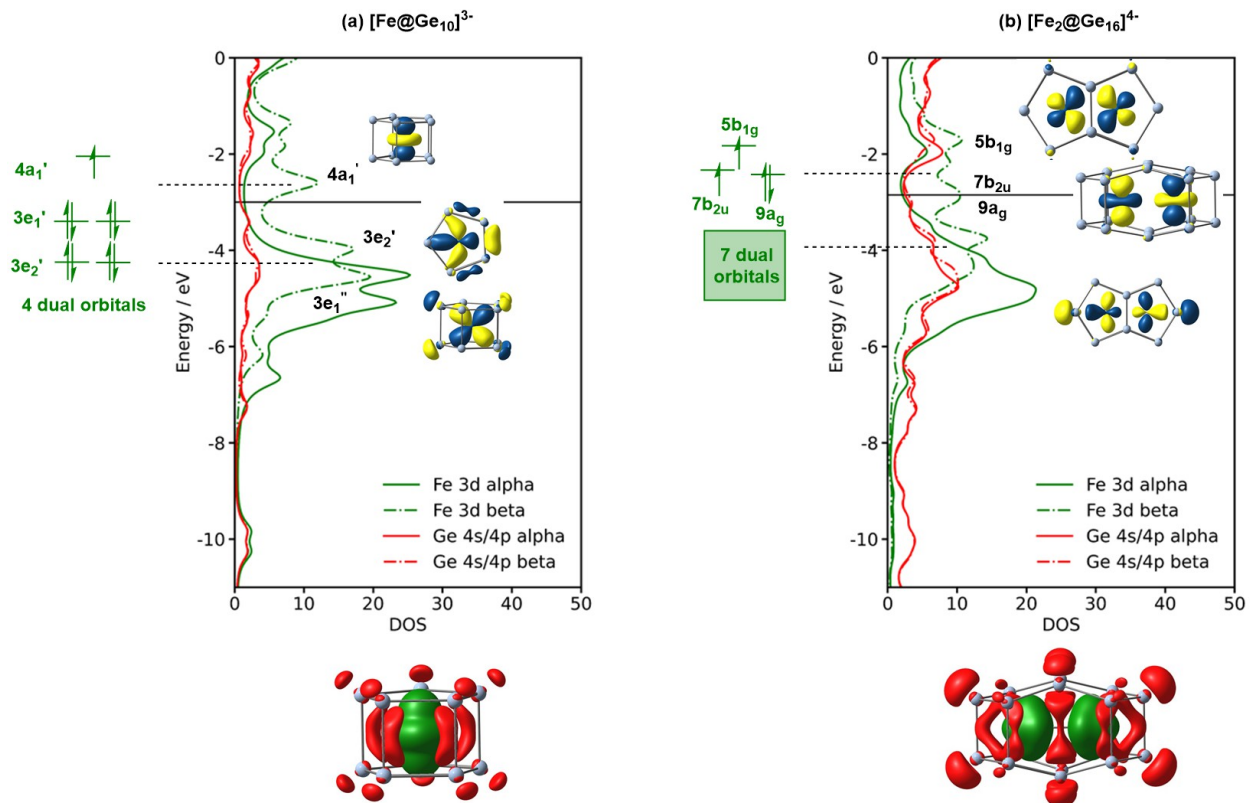 (a) [Fe@Ge₁₀]³⁻
0
-2
-4
-6
-8
-10
Energy / eV
0 10 20 30 40 50
DOS
4a₁'
3e₁'
3e₂'
4 dual orbitals
4a₁'
3e₂'
3e₁"
Fe 3d alpha
Fe 3d beta
Ge 4s/4p alpha
Ge 4s/4p beta
(b) [Fe₂@Ge₁₆]⁴⁻
0
-2
-4
-6
-8
-10
Energy / eV
0 10 20 30 40 50
DOS
5b₁g
7b₂u
9ag
7 dual
orbitals
5b₁g
7b₂u
9ag
Fe 3d alpha
Fe 3d beta
Ge 4s/4p alpha
Ge 4s/4p beta